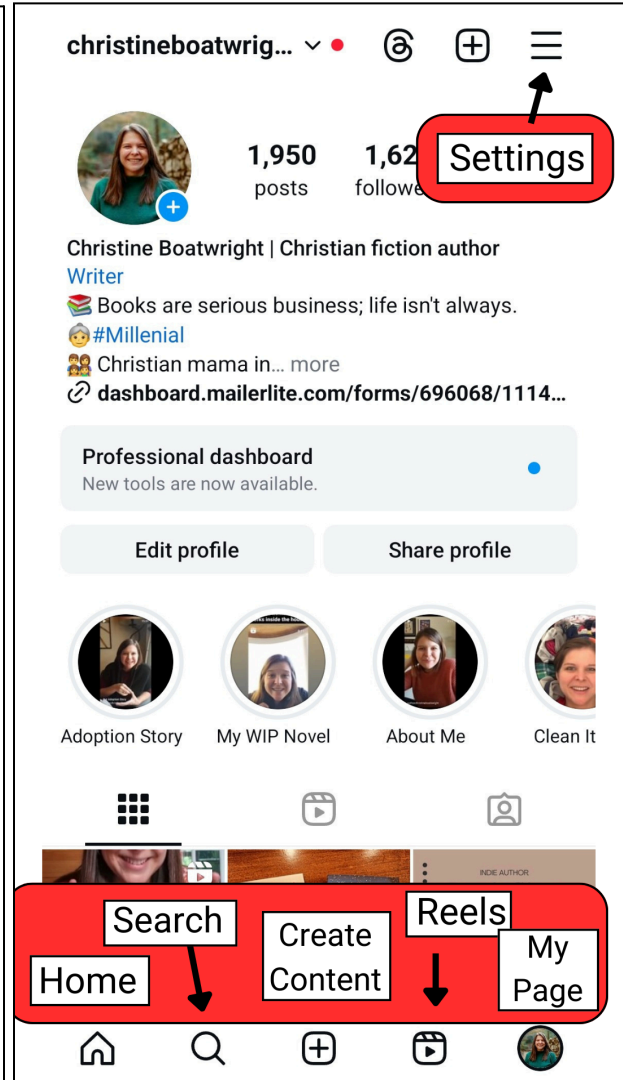 christineboatwrig...
Settings
1,950 1,62
posts followe
Christine Boatwright | Christian fiction author
Writer
📚 Books are serious business; life isn't always.
👵#Millenial
👨‍👩‍👧‍👦 Christian mama in... more
dashboard.mailerlite.com/forms/696068/1114...
Professional dashboard
New tools are now available.
Edit profile Share profile
Adoption Story My WIP Novel About Me Clean It
INDIE AUTHOR
Search
Reels
Create
Content
Home
My
Page